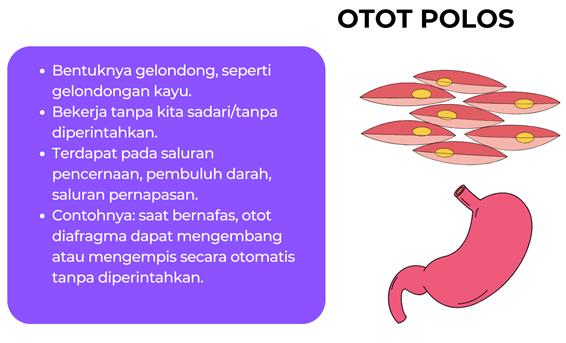 OTOT POLOS
• Bentuknya gelondong, seperti
gelondongan kayu.
• Bekerja tanpa kita sadari/tanpa
diperintahkan.
• Terdapat pada saluran
pencernaan, pembuluh darah,
saluran pernapasan.
• Contohnya: saat bernafas, otot
diafragma dapat mengembang
atau mengempis secara otomatis
tanpa diperintahkan.